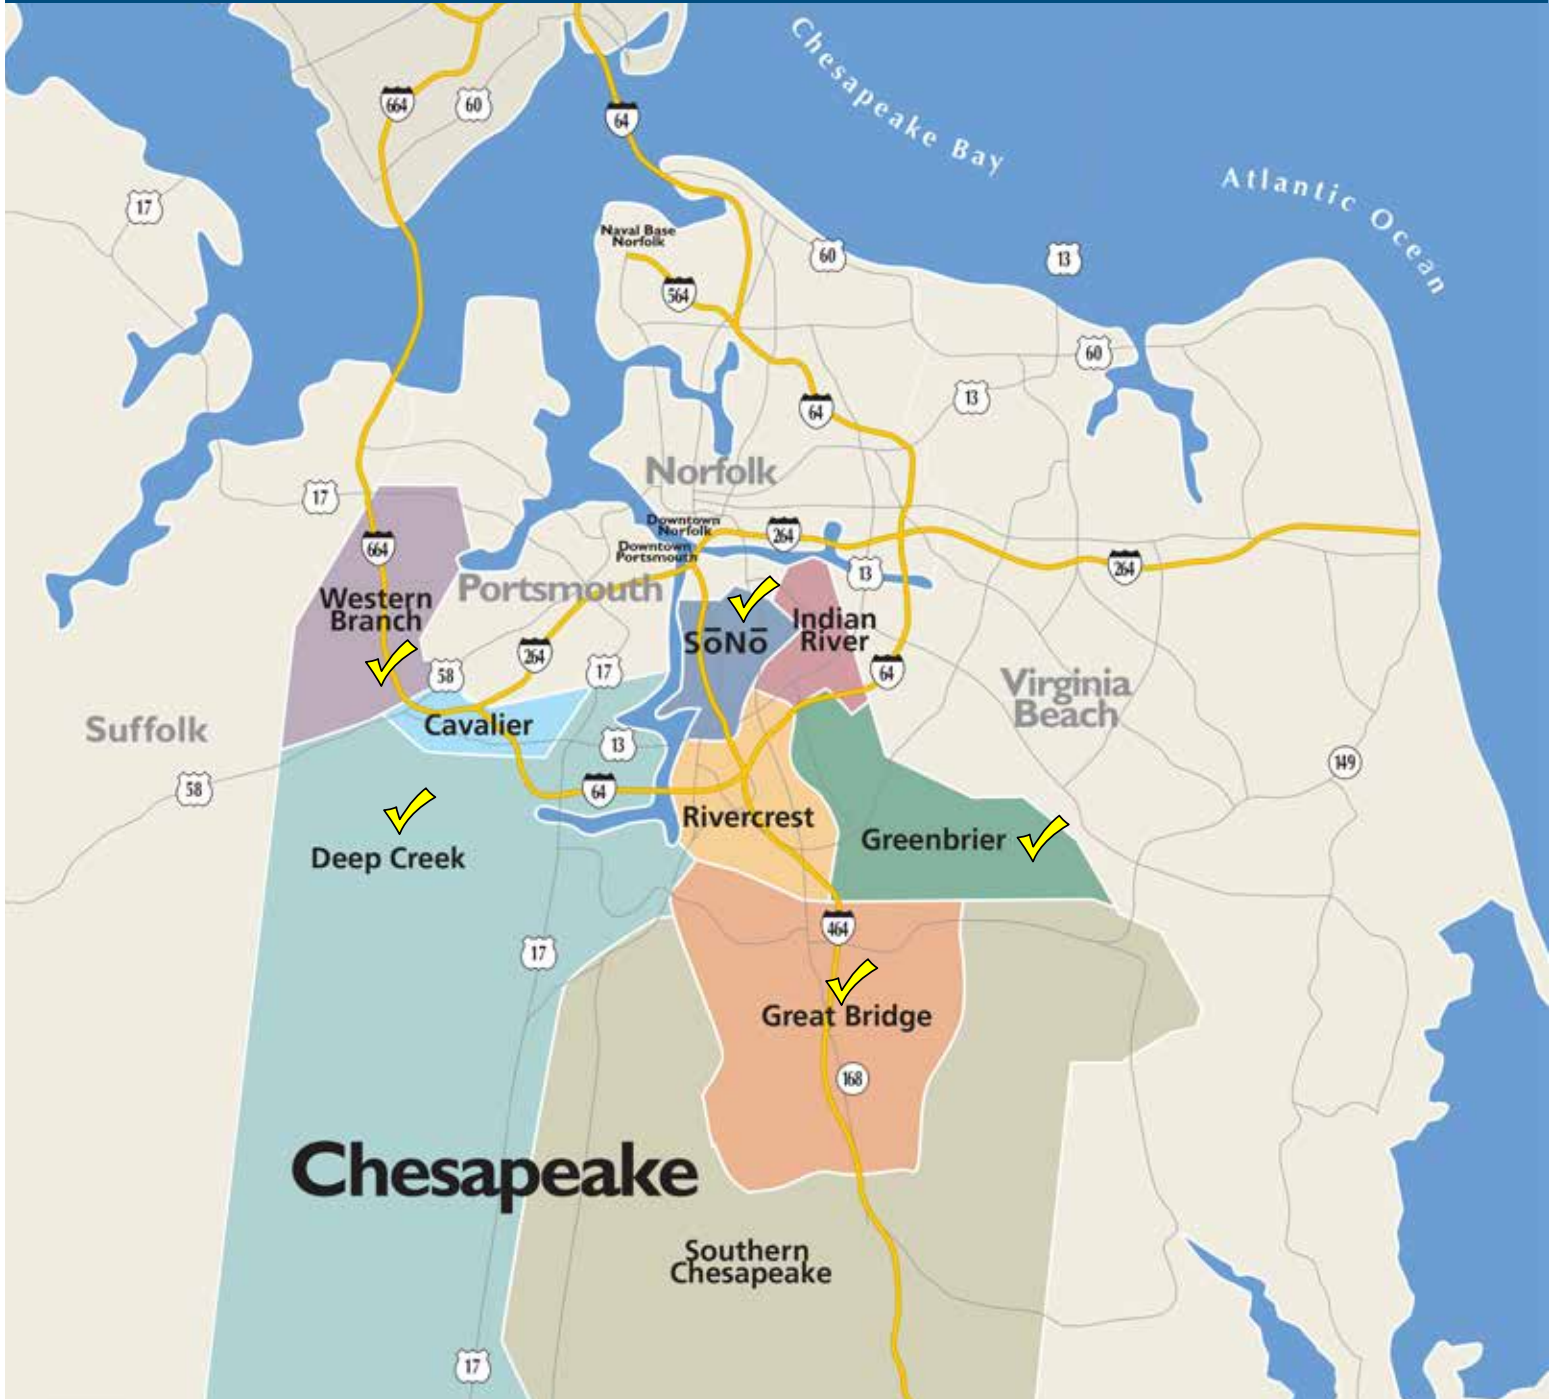 664
60
64
Chesapeake Bay
Atlantic Ocean
17
Naval Base
Norfolk
60
13
564
60
13
64
Norfolk
17
Downtown
Norfolk
264
Downtown
Portsmouth
664
13
264
Portsmouth
Western
Branch
SōNō
Indian
River
264
17
58
64
Virginia
Beach
Suffolk
Cavalier
13
149
58
64
Rivercrest
Greenbrier
Deep Creek
464
17
Great Bridge
168
Chesapeake
Southern
Chesapeake
17